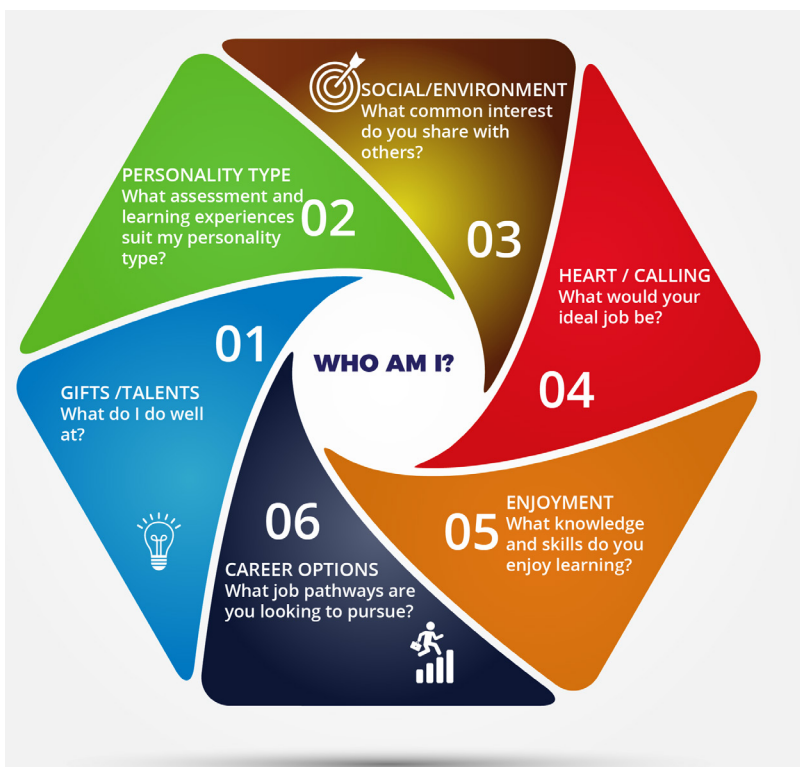 WHO AM I?
01
GIFTS /TALENTS
What do I do well
at?
02
PERSONALITY TYPE
What assessment and
learning experiences
suit my personality
type?
03
SOCIAL/ENVIRONMENT
What common interest
do you share with
others?
04
HEART / CALLING
What would your
ideal job be?
05
ENJOYMENT
What knowledge
and skills do you
enjoy learning?
06
CAREER OPTIONS
What job pathways are
you looking to pursue?